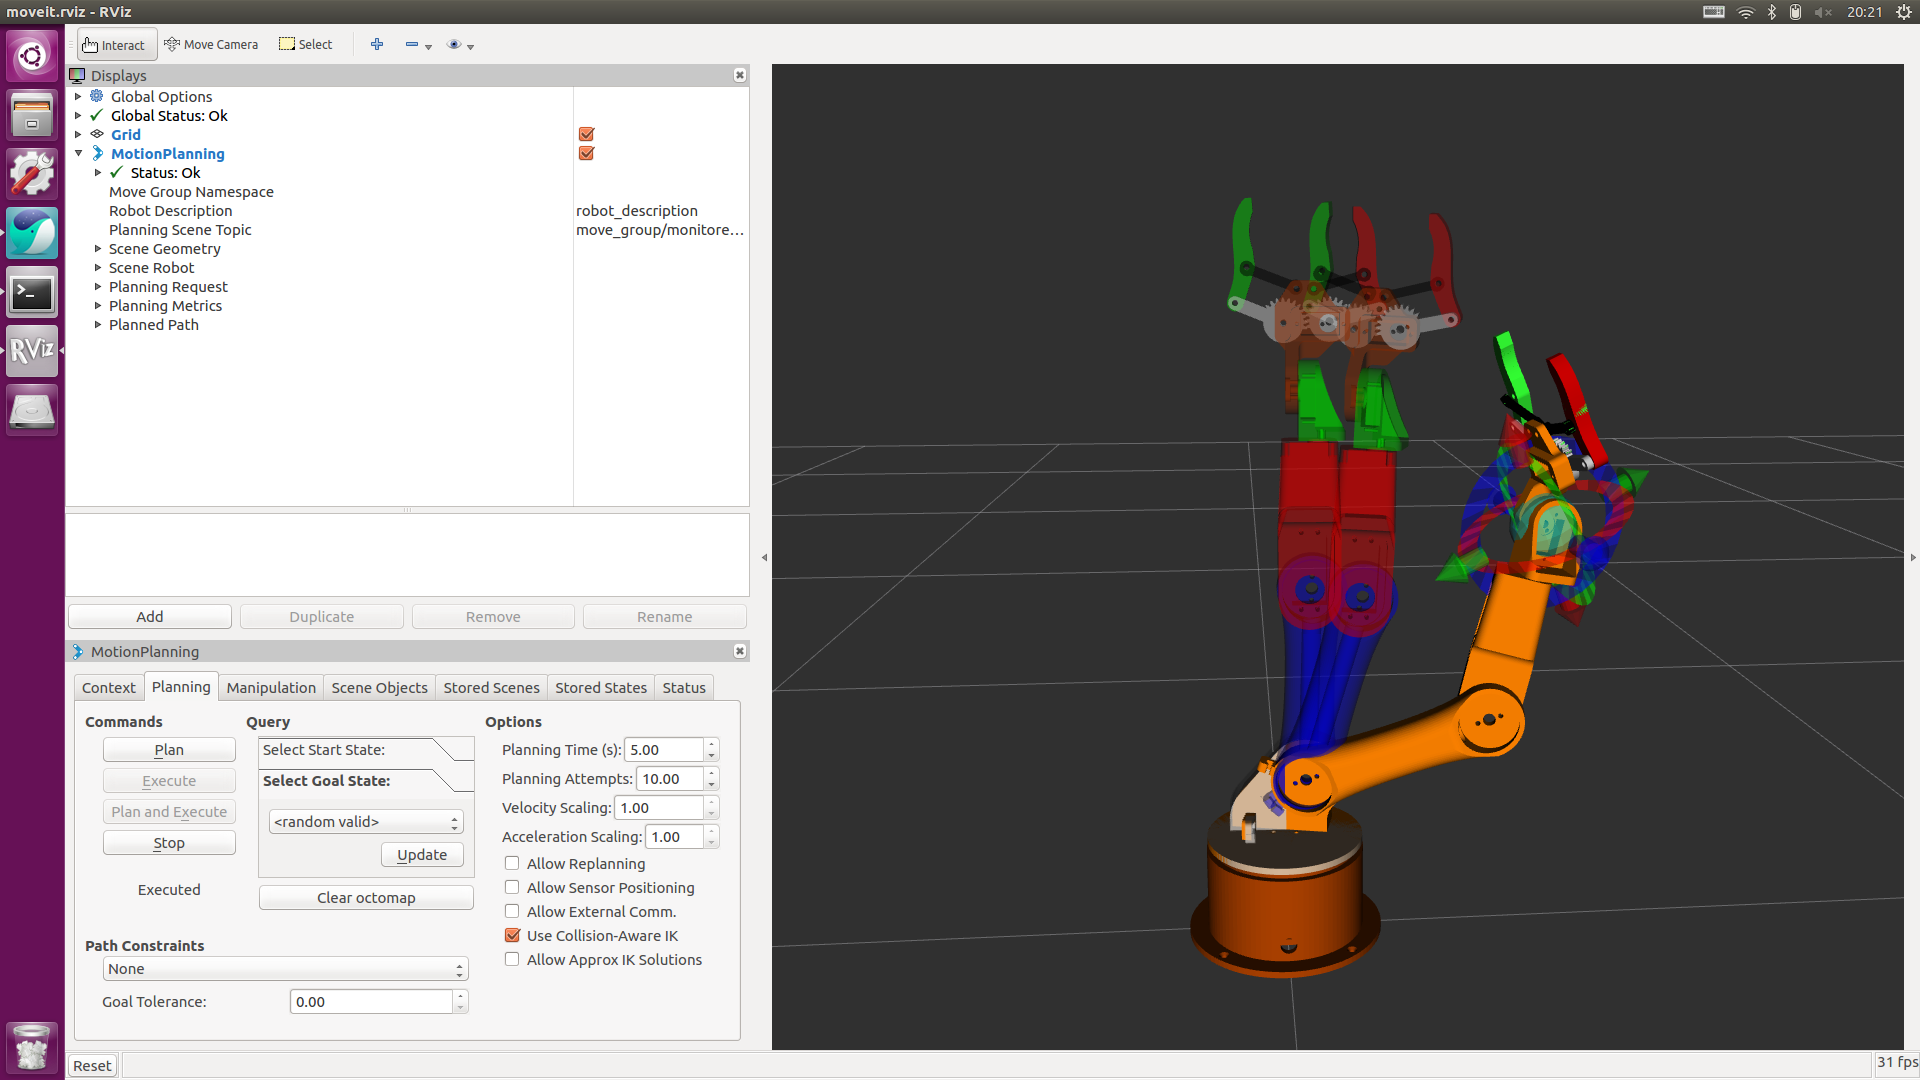 moveit.rviz - RViz
20:21
Interact Move Camera Select
Displays
Global Options
Global Status: Ok
Grid
MotionPlanning
Status: Ok
Move Group Namespace
Robot Description robot_description
Planning Scene Topic move_group/monitore...
Scene Geometry
Scene Robot
Planning Request
Planning Metrics
Planned Path
RViz
Add Duplicate Remove Rename
MotionPlanning
Context Planning Manipulation Scene Objects Stored Scenes Stored States Status
Commands Query Options
Plan Select Start State: Planning Time (s): 5.00
Execute Select Goal State: Planning Attempts: 10.00
Plan and Execute <random valid> Velocity Scaling: 1.00
Stop Update Acceleration Scaling: 1.00
Allow Replanning
Executed Clear octomap Allow Sensor Positioning
Allow External Comm.
Path Constraints Use Collision-Aware IK
None Allow Approx IK Solutions
Goal Tolerance: 0.00
Reset 31 fps